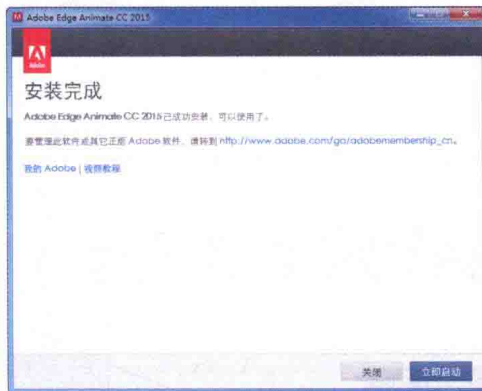 Adobe Edge Animate CC 2015
Adobe
安装完成
Adobe Edge Animate CC 2015 已成功安装，可以使用了。
要管理此软件或其它正版 Adobe 软件，请转到 http://www.adobe.com/go/adobemembership_cn。
我的 Adobe | 视频教程
关闭 立即启动